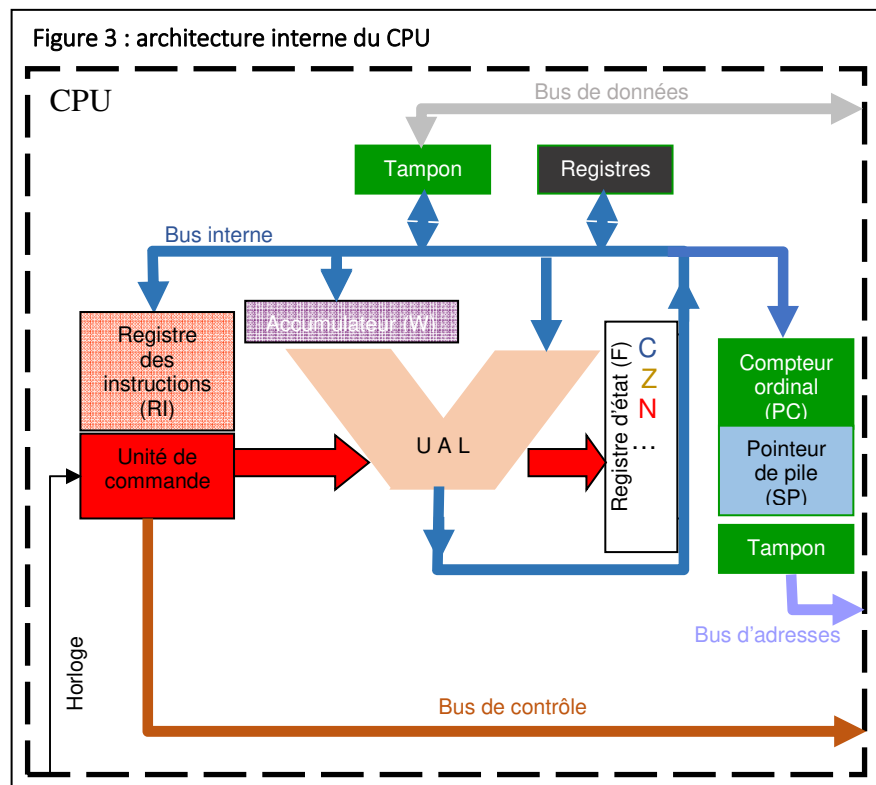 Figure 3 : architecture interne du CPU
CPU
Bus de données
Tampon
Registres
Bus interne
Registre
des
instructions
(RI)
Accumulateur (W)
Registre d'état (F)
C
Z
N
...
Compteur
ordinal
(PC)
Unité de
commande
U A L
Pointeur
de pile
(SP)
Tampon
Bus d'adresses
Horloge
Bus de contrôle